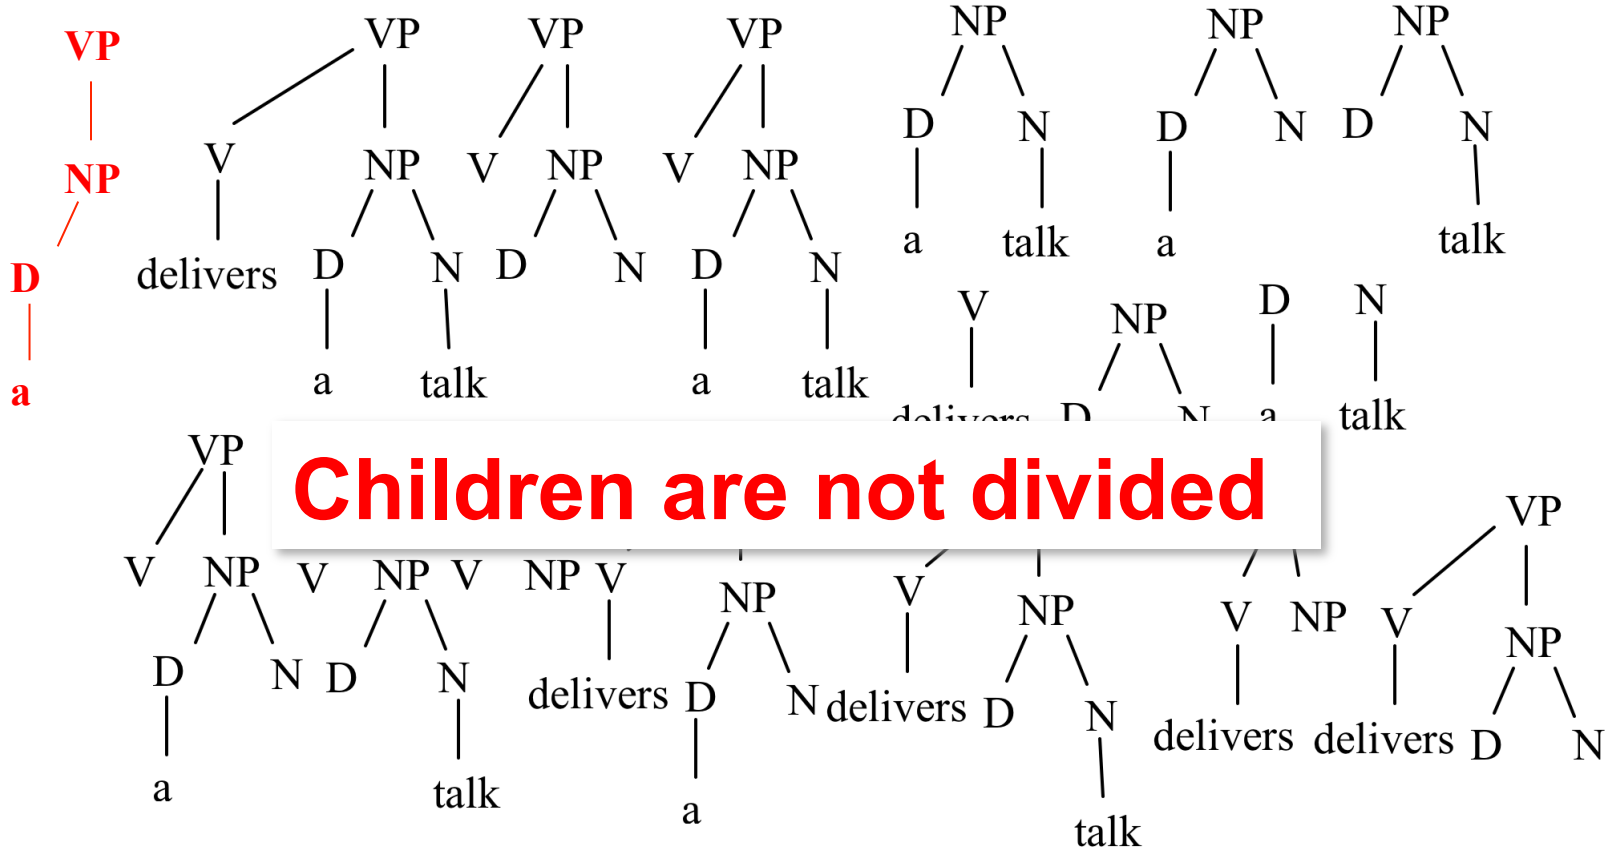 VP VP VP VP NP NP NP
D N D N D N
V NP V NP V NP
NP
a talk a talk
delivers D N D N D N
D
V NP D N
a talk a talk talk
a
delivers D N a
Children are not divided
VP VP
V NP V NP V NP V NP V NP V NP V NP
D N D N delivers D N delivers D N delivers delivers D N
a talk a talk